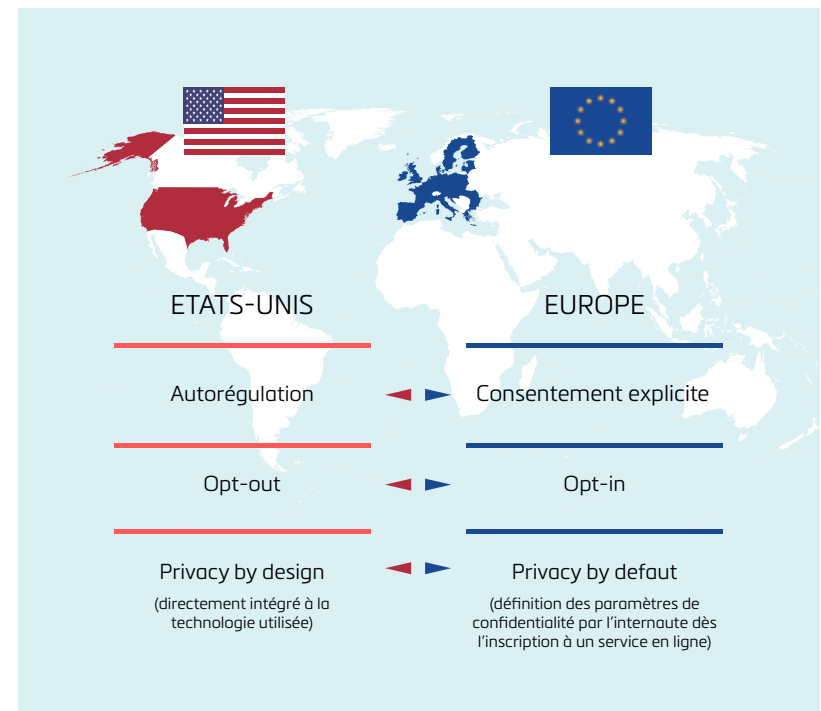 ETATS-UNIS
EUROPE
Autorégulation
Consentement explicite
Opt-out
Opt-in
Privacy by design
(directement intégré à la
technologie utilisée)
Privacy by defaut
(définition des paramètres de
confidentialité par l'internaute dès
l'inscription à un service en ligne)